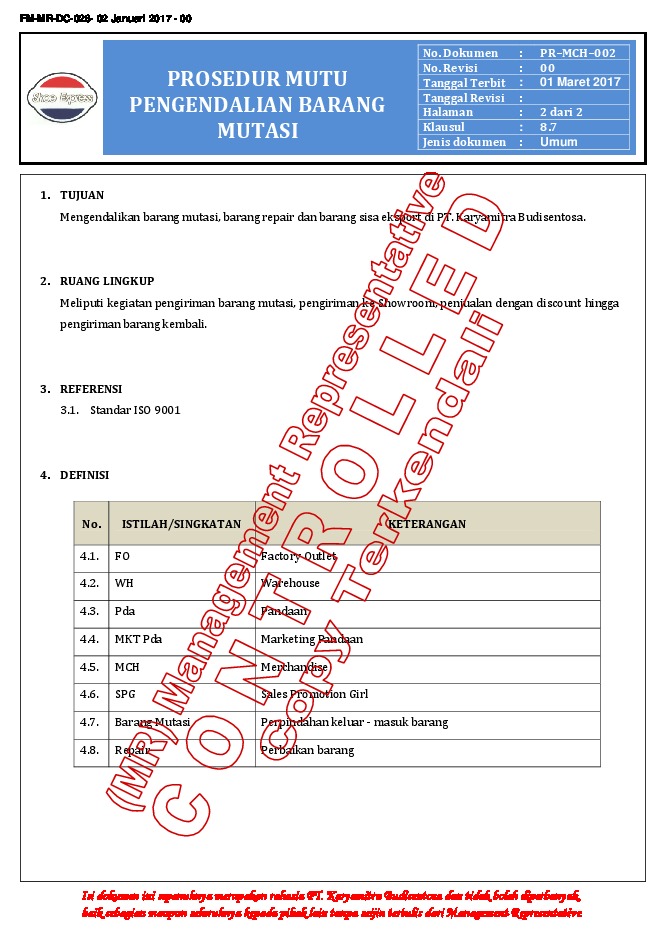 FM-MR-DC-023- 02 Januari 2017 - 00
Shoe Express
PROSEDUR MUTU
PENGENDALIAN BARANG
MUTASI
No.Dokumen : PR-MCH-002
No.Revisi : 00
Tanggal Terbit : 01 Maret 2017
Tanggal Revisi :
Halaman : 2 dari 2
Klausul : 8.7
Jenis dokumen : Umum
1. TUJUAN
Mengendalikan barang mutasi, barang repair dan barang sisa eksport di PT. Karyamitra Budisentosa.
2. RUANG LINGKUP
Meliputi kegiatan pengiriman barang mutasi, pengiriman ke Showroom, penjualan dengan discount hingga
pengiriman barang kembali.
3. REFERENSI
3.1. Standar ISO 9001
4. DEFINISI
No. ISTILAH/SINGKATAN KETERANGAN
4.1. FO Factory Outlet
4.2. WH Warehouse
4.3. Pda Pandaan
4.4. MKT Pda Marketing Pandaan
4.5. MCH Merchandise
4.6. SPG Sales Promotion Girl
4.7. Barang Mutasi Perpindahan keluar - masuk barang
4.8. Repair Perbaikan barang
(MR) Management Representative
CONTROLLED
Copy Terkendali
Isi dokumen ini sepenuhnya merupakan rahasia PT. Karyamitra Budisentosa dan tidak boleh diperbanyak,
baik sebagian maupun seluruhnya kepada pihak lain tanpa seijin tertulis dari Management Representative